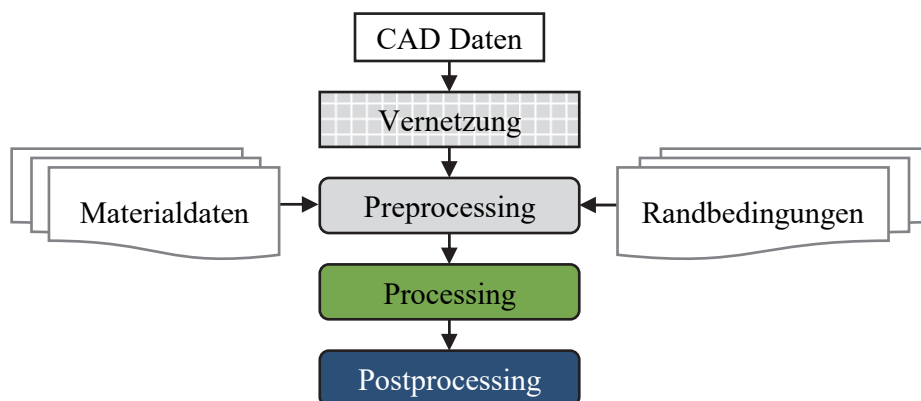 CAD Daten
Vernetzung
Materialdaten
Preprocessing
Randbedingungen
Processing
Postprocessing